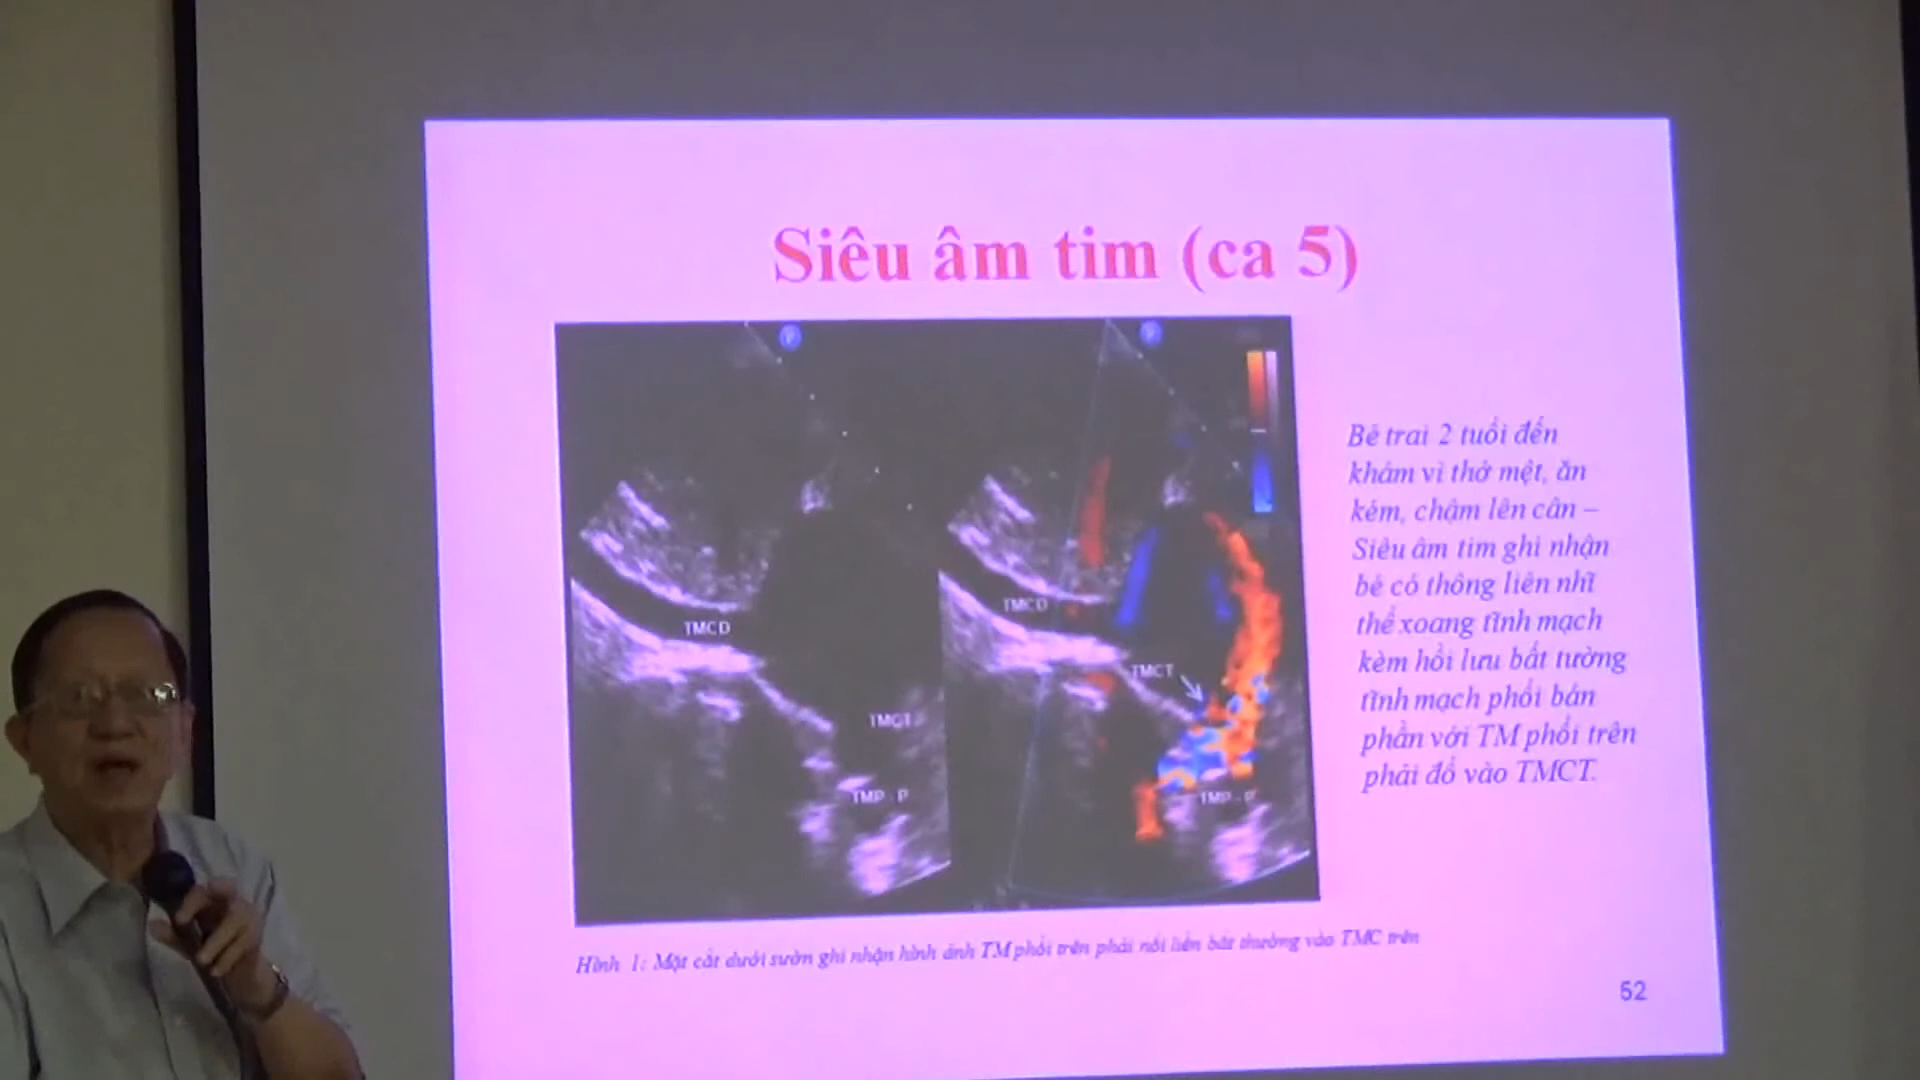 Siêu âm tim (ca 5)
P
P
TMCD
TMCT
TMP - P
TMCD
TMCT
TMP - P
Bé trai 2 tuổi đến
khám vì thở mệt, ăn
kém, chậm lên cân –
Siêu âm tim ghi nhận
bé có thông liên nhĩ
thể xoang tĩnh mạch
kèm hồi lưu bất tường
tĩnh mạch phổi bán
phần với TM phổi trên
phải đổ vào TMCT.
Hình 1: Mặt cắt dưới sườn ghi nhận hình ảnh TM phổi trên phải nối liền bất thường vào TMC trên
52